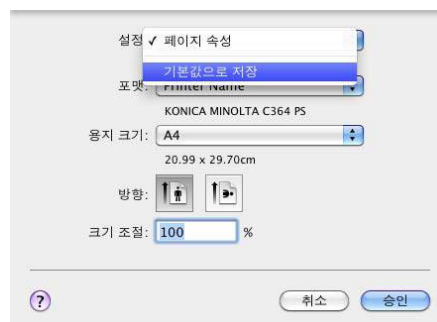 설정 ✓ 페이지 속성
기본값으로 저장
포맷: Printer Name
KONICA MINOLTA C364 PS
용지 크기: A4
20.99 x 29.70cm
방향:
크기 조절: 100 %
? 취소 승인